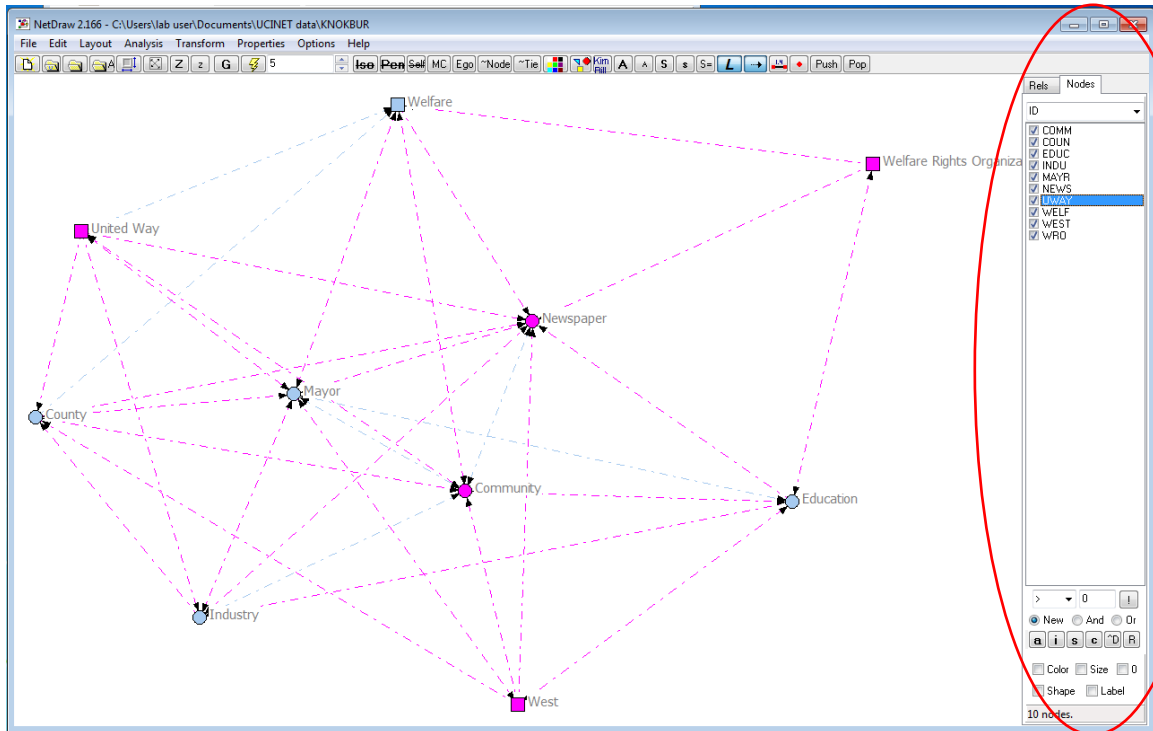 NetDraw 2.166 - C:\Users\lab user\Documents\UCINET data\KNOKBUR
File Edit Layout Analysis Transform Properties Options Help
A Z z G 5 Iso Pen Self MC Ego ~Node ~Tie Kim A A S s S= L Push Pop
Rels Nodes
ID
COMM
COUN
EDUC
INDU
MAYR
NEWS
UWAY
WELF
WEST
WRO
Welfare
Welfare Rights Organiza
United Way
Newspaper
Mayor
County
Community
Education
Industry
West
> 0 !
New And Or
a i s c ^D R
Color Size 0
Shape Label
10 nodes.